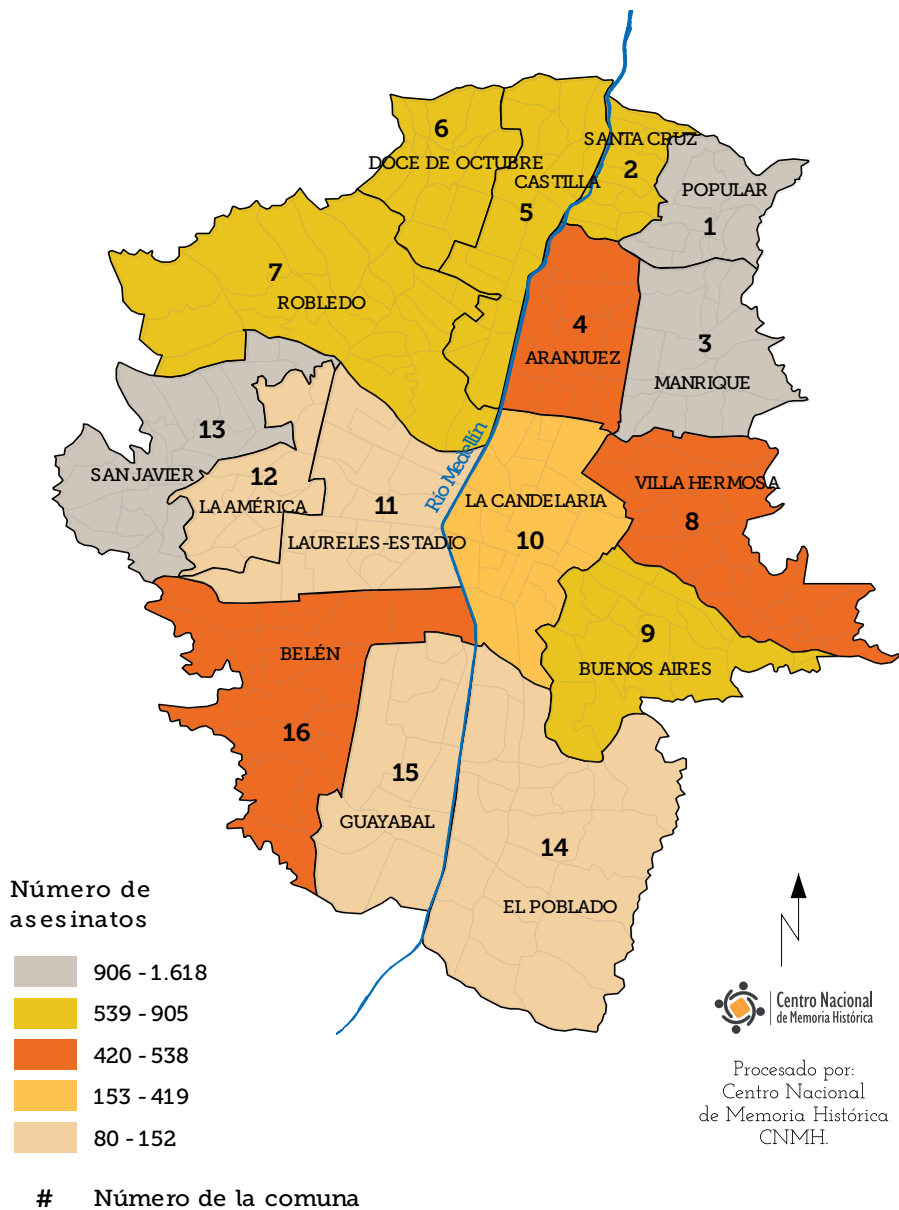 6
DOCE DE OCTUBRE
SANTA CRUZ
2
CASTILLA
5
POPULAR
1
7
ROBLEDO
4
ARANJUEZ
3
MANRIQUE
13
SAN JAVIER
12
LA AMÉRICA
11
LAURELES-ESTADIO
Río Medellín
LA CANDELARIA
10
VILLA HERMOSA
8
9
BUENOS AIRES
BELÉN
16
15
GUAYABAL
14
EL POBLADO
Número de
asesinatos
906 - 1.618
539 - 905
420 - 538
153 - 419
80 - 152
# Número de la comuna
Centro Nacional
de Memoria Histórica
Procesado por:
Centro Nacional
de Memoria Histórica
CNMH.